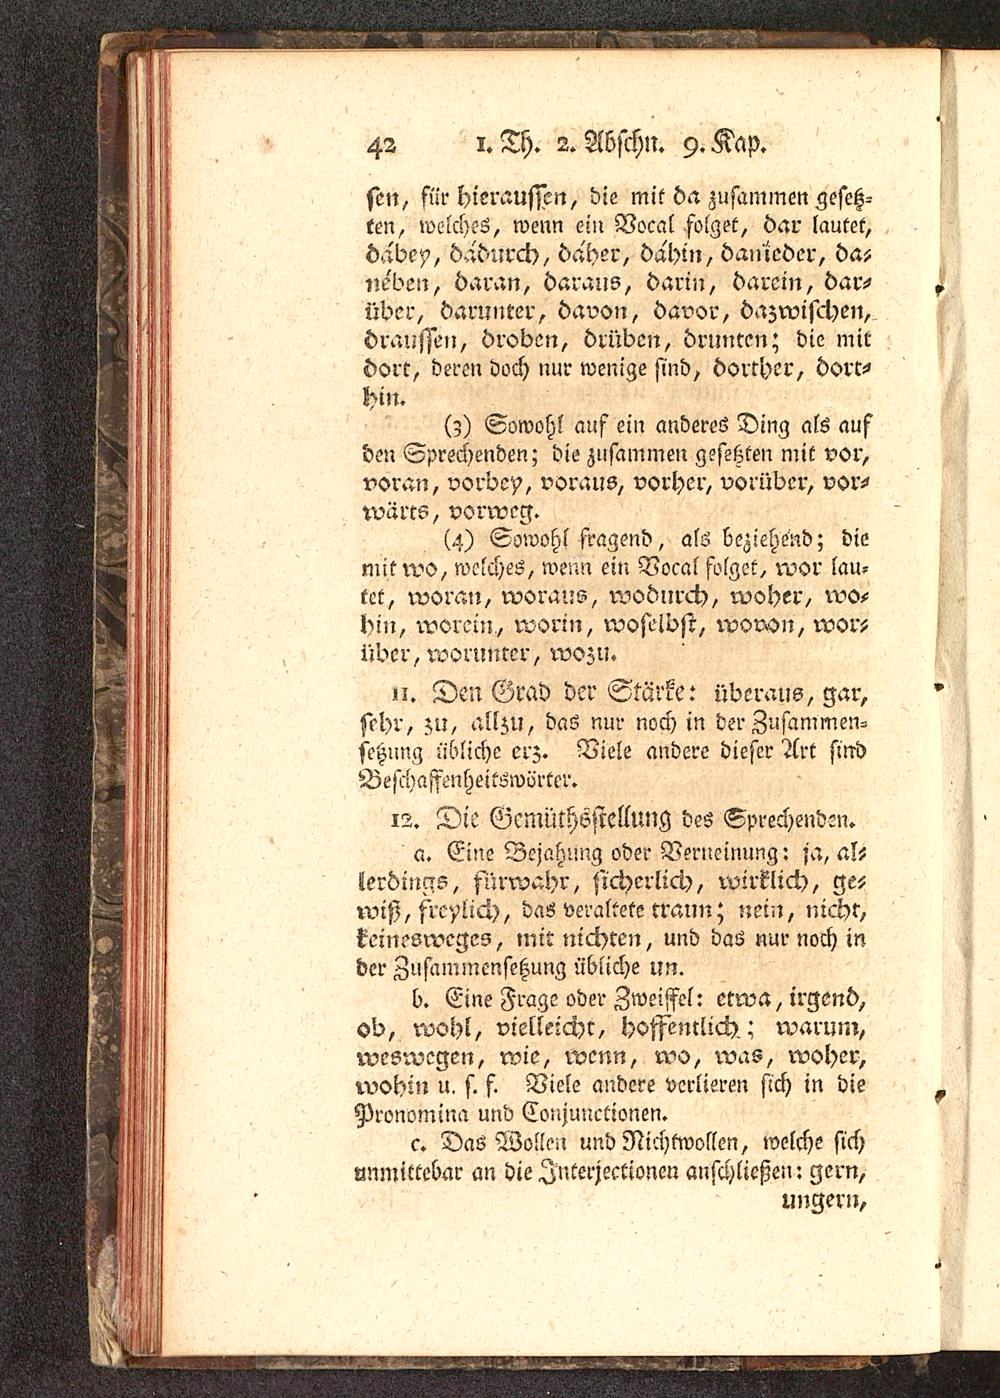 42 1. Th. 2. Abschn. 9. Kap.
sen, für hieraussen, die mit da zusammen gesetz-
ten, welches, wenn ein Vocal folget, dar lautet,
dábey, dádurch, dáher, dáhin, danieder, da-
nében, daran, daraus, darin, darein, dar-
über, darunter, davon, davor, dazwischen,
draussen, droben, drüben, drunten; die mit
dort, deren doch nur wenige sind, dorther, dort-
hin.
(3) Sowohl auf ein anderes Ding als auf
den Sprechenden; die zusammen gesetzten mit vor,
voran, vorbey, voraus, vorher, vorüber, vor-
wärts, vorweg.
(4) Sowohl fragend, als beziehend; die
mit wo, welches, wenn ein Vocal folget, wor lau-
tet, woran, woraus, wodurch, woher, wo-
hin, worein, worin, woselbst, wovon, wor-
über, worunter, wozu.
11. Den Grad der Stärke: überaus, gar,
sehr, zu, allzu, das nur noch in der Zusammen-
setzung übliche erz. Viele andere dieser Art sind
Beschaffenheitswörter.
12. Die Gemüthsstellung des Sprechenden.
a. Eine Bejahung oder Verneinung: ja, al-
lerdings, fürwahr, sicherlich, wirklich, ge-
wiß, freylich, das veraltete traun; nein, nicht,
keinesweges, mit nichten, und das nur noch in
der Zusammensetzung übliche un.
b. Eine Frage oder Zweiffel: etwa, irgend,
ob, wohl, vielleicht, hoffentlich; warum,
weswegen, wie, wenn, wo, was, woher,
wohin u. s. f. Viele andere verlieren sich in die
Pronomina und Conjunctionen.
c. Das Wollen und Nichtwollen, welche sich
unmittebar an die Interjectionen anschließen: gern,
ungern,